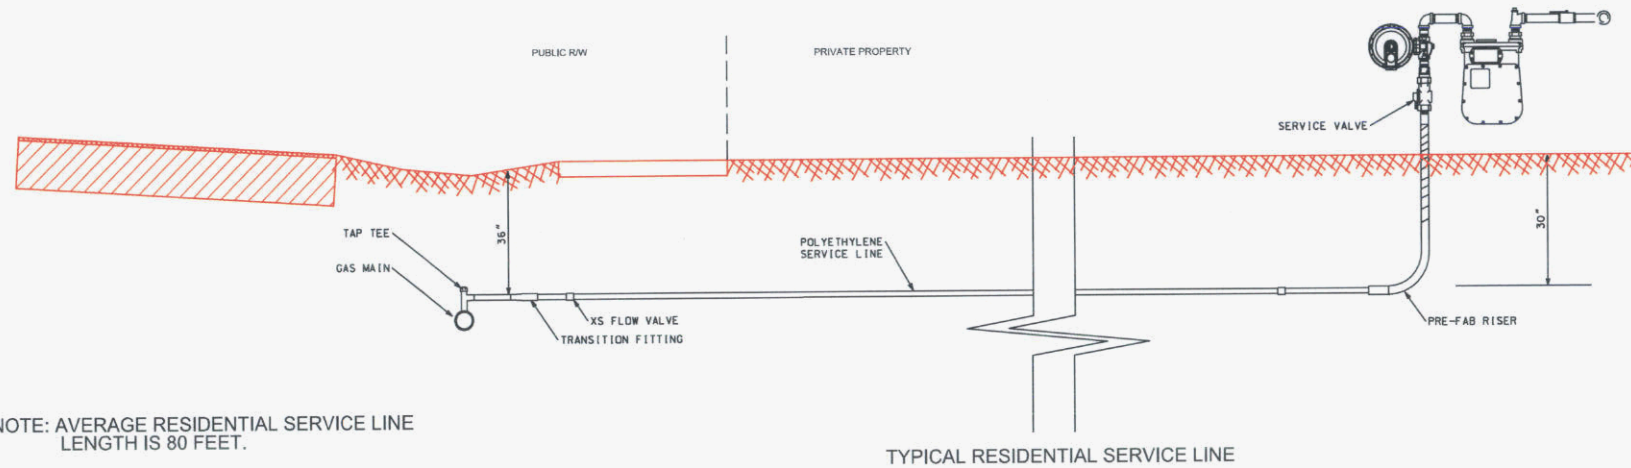 PUBLIC R/W
PRIVATE PROPERTY
SERVICE VALVE
TAP TEE
36"
POLYETHYLENE
SERVICE LINE
30"
GAS MAIN
XS FLOW VALVE
TRANSITION FITTING
PRE-FAB RISER
NOTE: AVERAGE RESIDENTIAL SERVICE LINE
LENGTH IS 80 FEET.
TYPICAL RESIDENTIAL SERVICE LINE